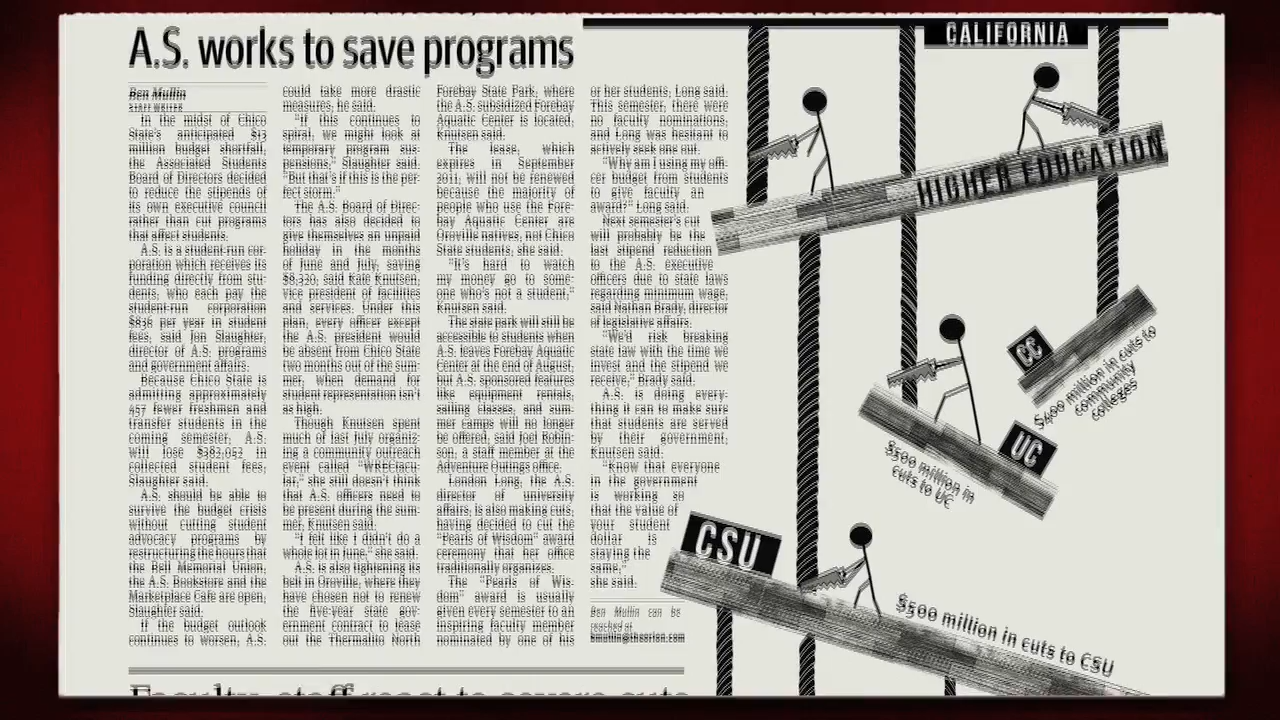 A.S. works to save programs
Ben Mullin
STAFF WRITER
In the midst of Chico
State's anticipated $13
million budget shortfall,
the Associated Students
Board of Directors decided
to reduce the stipends of
its own executive council
rather than cut programs
that affect students.
A.S. is a student-run cor-
poration which receives its
funding directly from stu-
dents, who each pay the
student-run corporation
$836 per year in student
fees, said Jon Slaughter,
director of A.S. programs
and government affairs.
Because Chico State is
admitting approximately
457 fewer freshmen and
transfer students in the
coming semester, A.S.
will lose $382,052 in
collected student fees,
Slaughter said.
A.S. should be able to
survive the budget crisis
without cutting student
advocacy programs by
restructuring the hours that
the Bell Memorial Union,
the A.S. Bookstore and the
Marketplace Cafe are open,
Slaughter said.
If the budget outlook
continues to worsen, A.S.
could take more drastic
measures, he said.
"If this continues to
spiral, we might look at
temporary program sus-
pensions," Slaughter said.
"But that's if this is the per-
fect storm."
The A.S. Board of Direc-
tors has also decided to
give themselves an unpaid
holiday in the months
of June and July, saving
$8,320, said Kate Knutsen,
vice president of facilities
and services. Under this
plan, every officer except
the A.S. president would
be absent from Chico State
two months out of the sum-
mer, when demand for
student representation isn't
as high.
Though Knutsen spent
much of last July organiz-
ing a community outreach
event called "WRECtacu-
lar," she still doesn't think
that A.S. officers need to
be present during the sum-
mer, Knutsen said.
"I felt like I didn't do a
whole lot in June," she said.
A.S. is also tightening its
belt in Oroville, where they
have chosen not to renew
the five-year state gov-
ernment contract to lease
out the Thermalito North
Forebay State Park, where
the A.S. subsidized Forebay
Aquatic Center is located,
Knutsen said.
The lease, which
expires in September
2011, will not be renewed
because the majority of
people who use the Fore-
bay Aquatic Center are
Oroville natives, not Chico
State students, she said.
"It's hard to watch
my money go to some-
one who's not a student,"
Knutsen said.
The state park will still be
accessible to students when
A.S. leaves Forebay Aquatic
Center at the end of August,
but A.S. sponsored features
like equipment rentals,
sailing classes, and sum-
mer camps will no longer
be offered, said Joel Robin-
son, a staff member at the
Adventure Outings office.
London Long, the A.S.
director of university
affairs, is also making cuts,
having decided to cut the
"Pearls of Wisdom" award
ceremony that her office
traditionally organizes.
The "Pearls of Wis-
dom" award is usually
given every semester to an
inspiring faculty member
nominated by one of his
or her students, Long said.
This semester, there were
no faculty nominations,
and Long was hesitant to
actively seek one out.
"Why am I using my offi-
cer budget from students
to give faculty an
award?" Long said.
Next semester's cut
will probably be the
last stipend reduction
to the A.S. executive
officers due to state laws
regarding minimum wage,
said Nathan Brady, director
of legislative affairs.
"We'd risk breaking
state law with the time we
invest and the stipend we
receive," Brady said.
A.S. is doing every-
thing it can to make sure
that students are served
by their government,
Knutsen said.
"Know that everyone
in the government
is working so
that the value of
your student
dollar is
staying the
same,"
she said.
Ben Mullin can be
reached at
bmullin@theorion.com
CALIFORNIA
HIGHER EDUCATION
CC
$400 million in cuts to
community
colleges
UC
$500 million in
cuts to UC
CSU
$500 million in cuts to CSU
Faculty, staff react to severe cuts